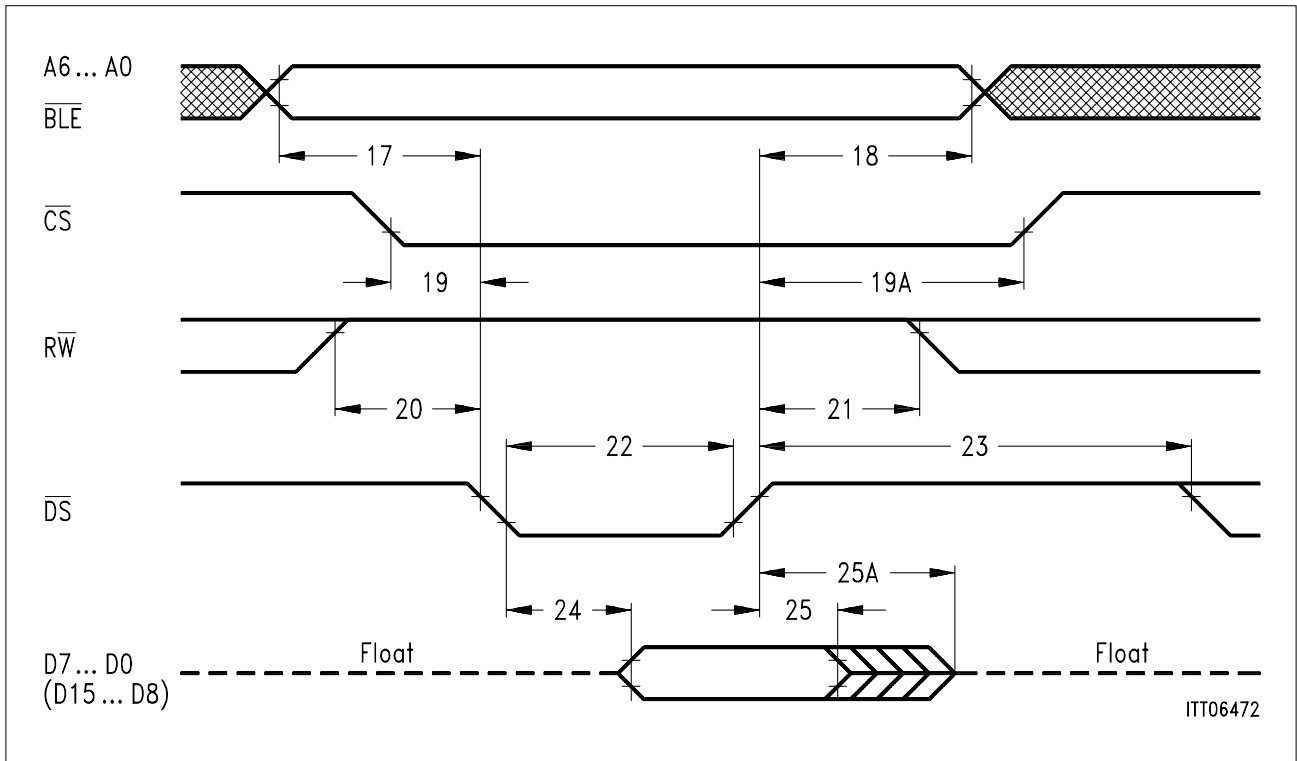 A6 ... A0
BLE
17
18
CS
19
19A
RW
20
21
22
23
DS
25A
24
25
Float
Float
D7 ... D0
(D15 ... D8)
ITT06472